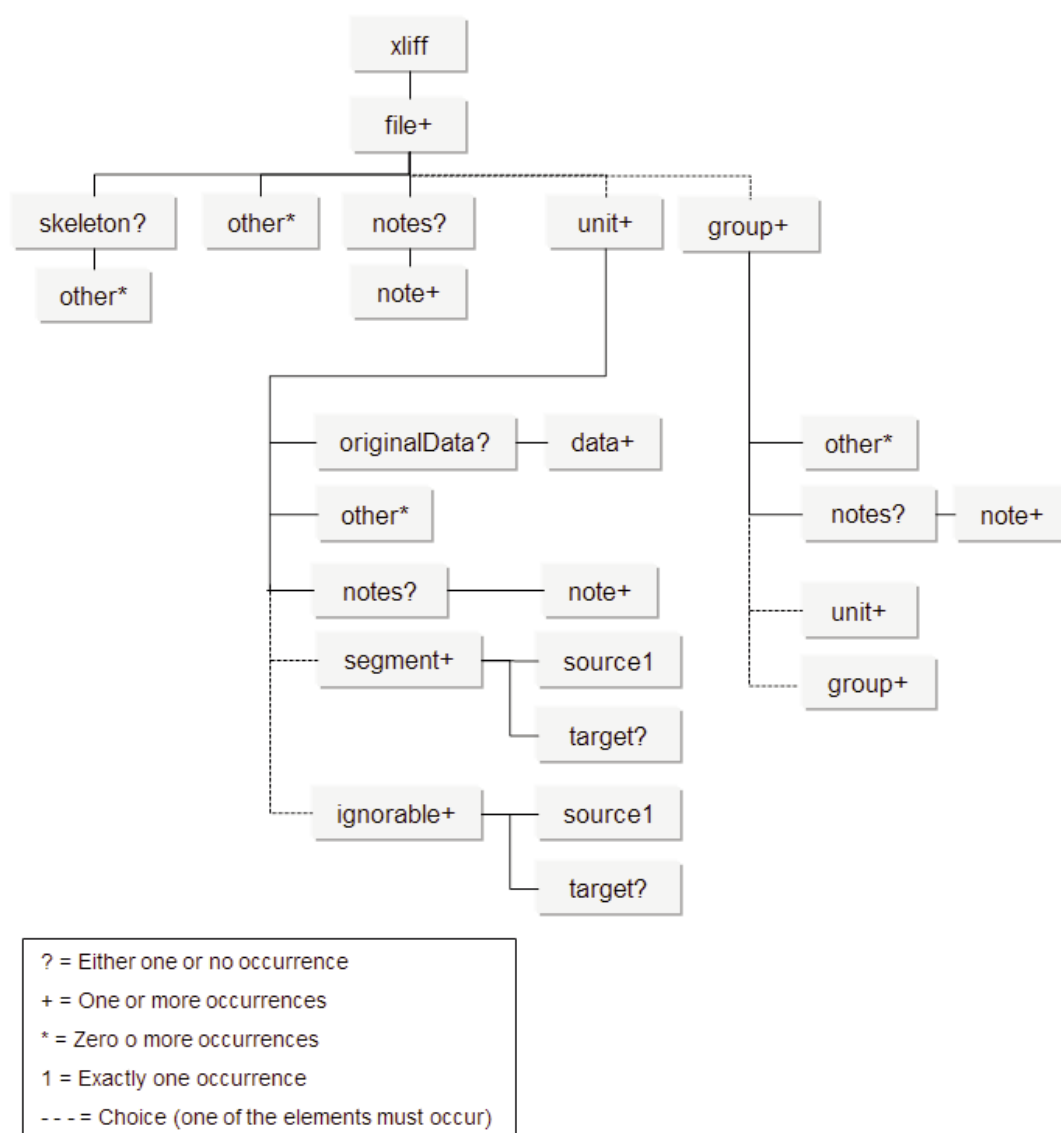 xliff
file+
skeleton?
other*
notes?
unit+
group+
other*
note+
originalData?
data+
other*
other*
notes?
note+
notes?
note+
unit+
segment+
source1
group+
target?
ignorable+
source1
target?
? = Either one or no occurrence
+ = One or more occurrences
* = Zero o more occurrences
1 = Exactly one occurrence
- - - = Choice (one of the elements must occur)